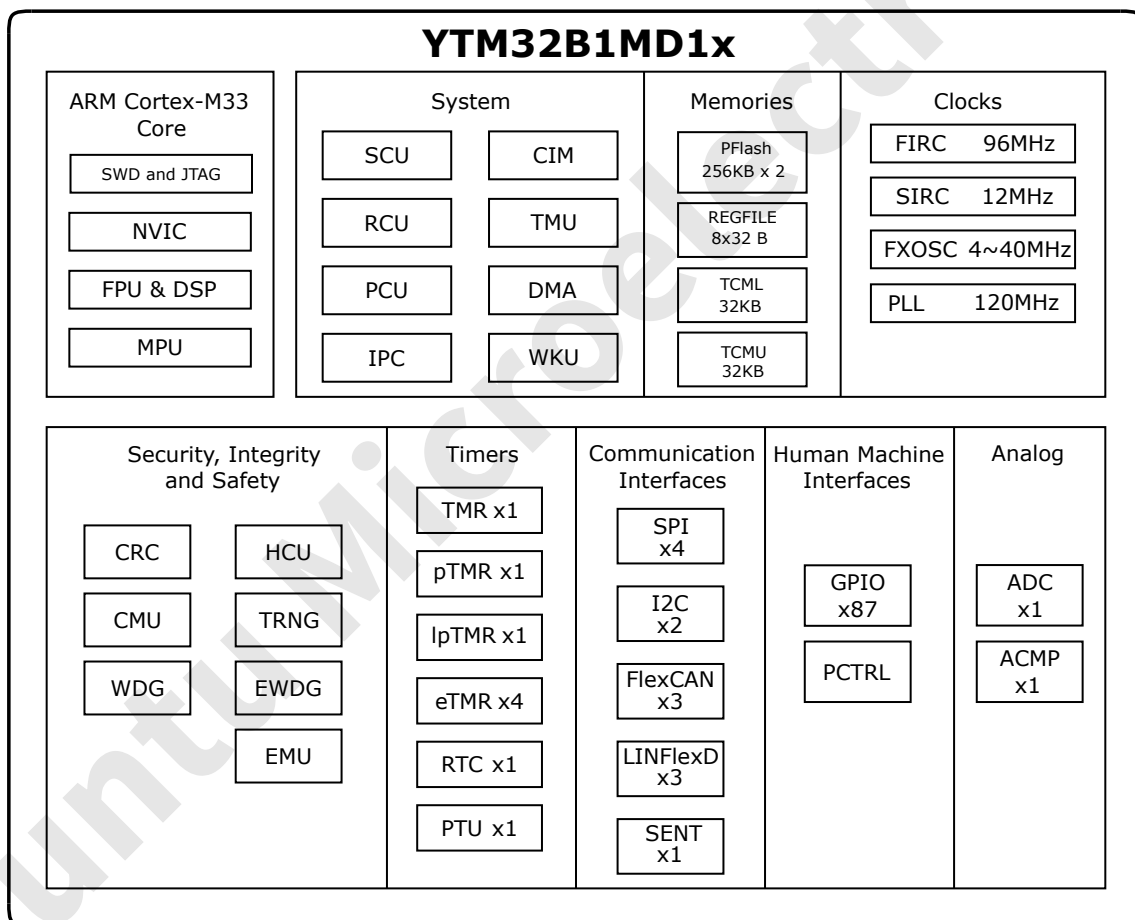 YTM32B1MD1x
ARM Cortex-M33
Core
SWD and JTAG
NVIC
FPU & DSP
MPU
System
SCU
CIM
RCU
TMU
PCU
DMA
IPC
WKU
Memories
PFlash
256KB x 2
REGFILE
8x32 B
TCML
32KB
TCMU
32KB
Clocks
FIRC 96MHz
SIRC 12MHz
FXOSC 4~40MHz
PLL 120MHz
Security, Integrity
and Safety
CRC
HCU
CMU
TRNG
WDG
EWDG
EMU
Timers
TMR x1
pTMR x1
lpTMR x1
eTMR x4
RTC x1
PTU x1
Communication
Interfaces
SPI
x4
I2C
x2
FlexCAN
x3
LINFlexD
x3
SENT
x1
Human Machine
Interfaces
GPIO
x87
PCTRL
Analog
ADC
x1
ACMP
x1
untu Microelectr